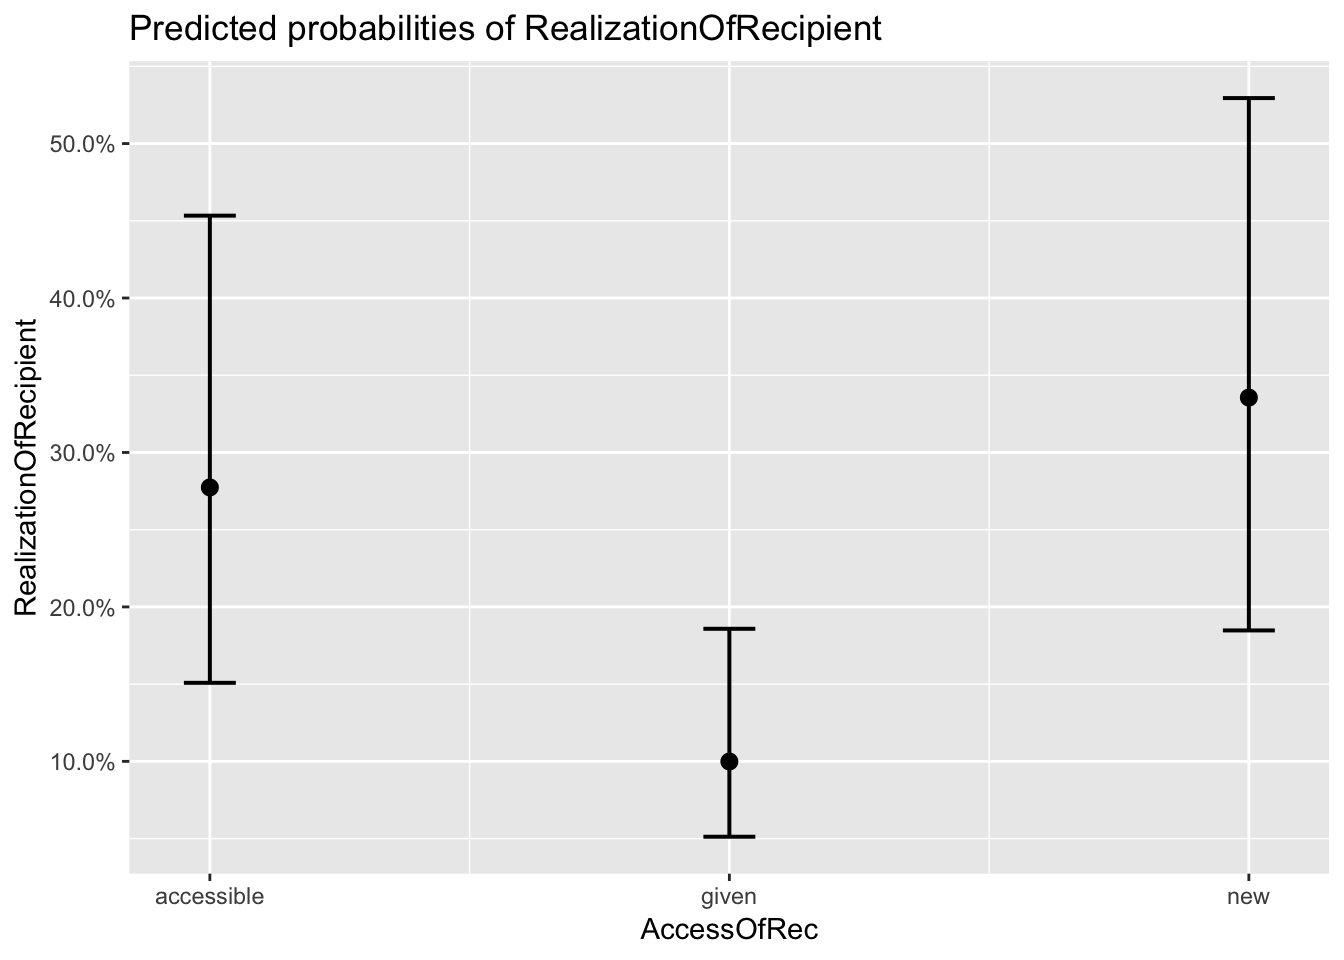 Predicted probabilities of RealizationOfRecipient
RealizationOfRecipient
50.0%
40.0%
30.0%
20.0%
10.0%
accessible
given
new
AccessOfRec